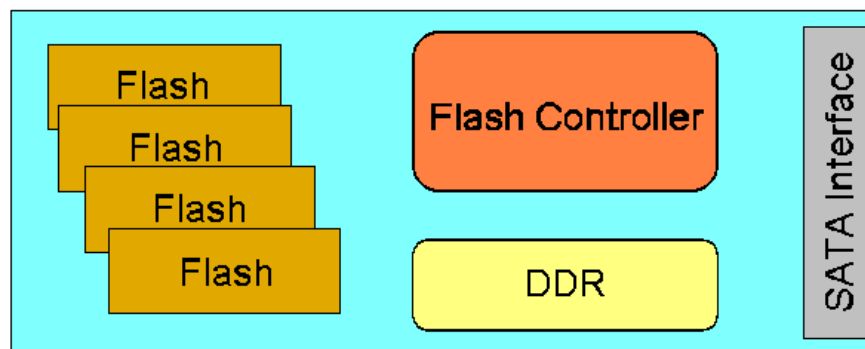 Flash
Flash
Flash
Flash
Flash Controller
DDR
SATA Interface